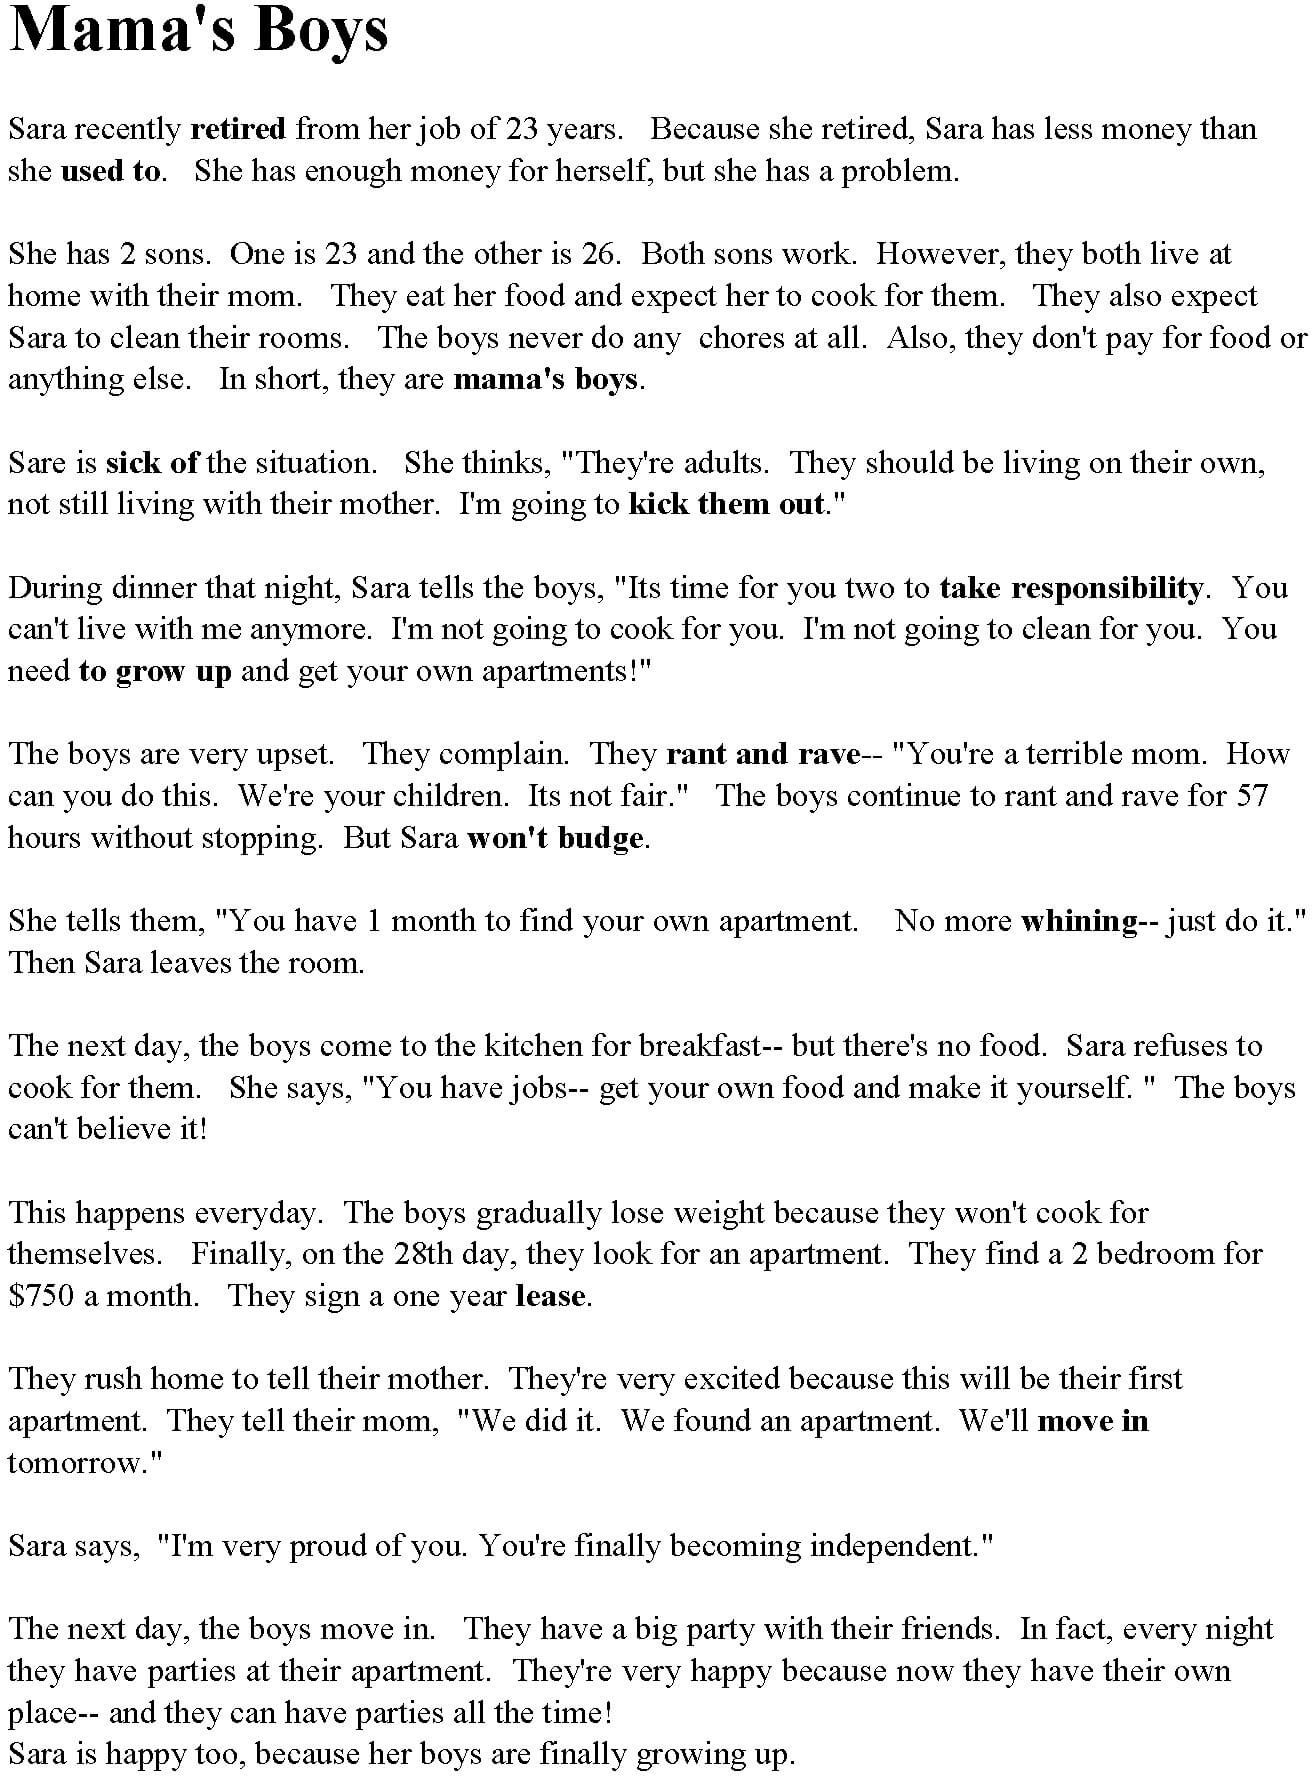 Mama's Boys
Sara recently retired from her job of 23 years. Because she retired, Sara has less money than
she used to. She has enough money for herself, but she has a problem.
She has 2 sons. One is 23 and the other is 26. Both sons work. However, they both live at
home with their mom. They eat her food and expect her to cook for them. They also expect
Sara to clean their rooms. The boys never do any chores at all. Also, they don't pay for food or
anything else. In short, they are mama's boys.
Sare is sick of the situation. She thinks, "They're adults. They should be living on their own,
not still living with their mother. I'm going to kick them out."
During dinner that night, Sara tells the boys, "Its time for you two to take responsibility. You
can't live with me anymore. I'm not going to cook for you. I'm not going to clean for you. You
need to grow up and get your own apartments!"
The boys are very upset. They complain. They rant and rave-- "You're a terrible mom. How
can you do this. We're your children. Its not fair." The boys continue to rant and rave for 57
hours without stopping. But Sara won't budge.
She tells them, "You have 1 month to find your own apartment. No more whining-- just do it."
Then Sara leaves the room.
The next day, the boys come to the kitchen for breakfast-- but there's no food. Sara refuses to
cook for them. She says, "You have jobs-- get your own food and make it yourself. " The boys
can't believe it!
This happens everyday. The boys gradually lose weight because they won't cook for
themselves. Finally, on the 28th day, they look for an apartment. They find a 2 bedroom for
$750 a month. They sign a one year lease.
They rush home to tell their mother. They're very excited because this will be their first
apartment. They tell their mom, "We did it. We found an apartment. We'll move in
tomorrow."
Sara says, "I'm very proud of you. You're finally becoming independent."
The next day, the boys move in. They have a big party with their friends. In fact, every night
they have parties at their apartment. They're very happy because now they have their own
place-- and they can have parties all the time!
Sara is happy too, because her boys are finally growing up.